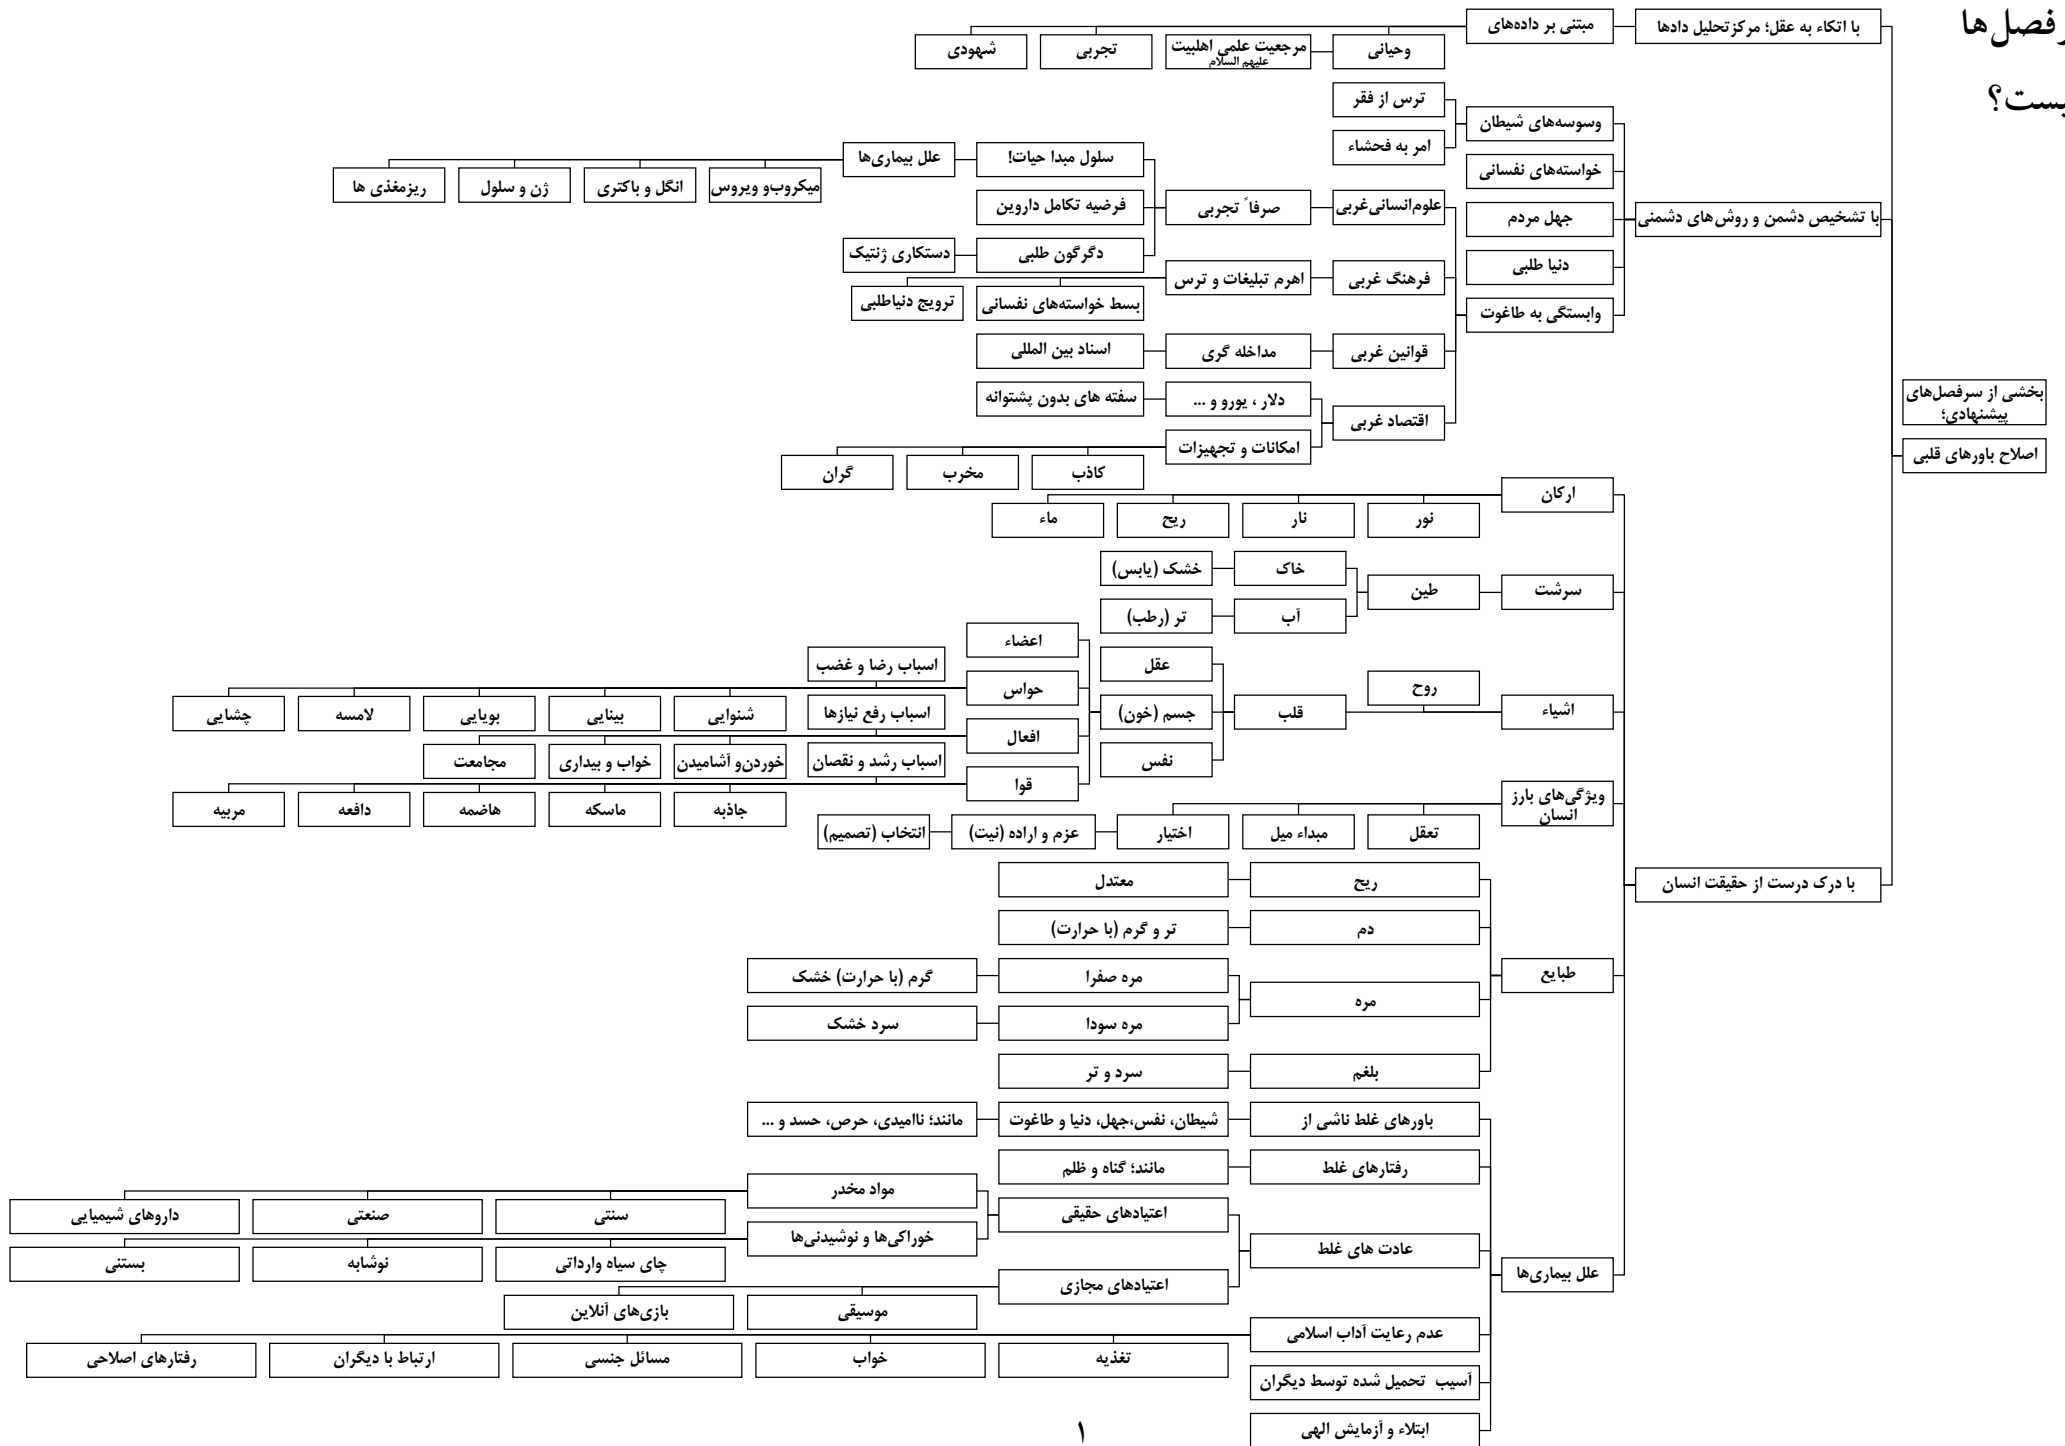 رفصل‌ها
یست؟
بخشی از سرفصل‌های
پیشنهادی؛
اصلاح باورهای قلبی
با اتکاء به عقل؛ مرکزتحلیل دادها
مبتنی بر داده‌های
وحیانی
مرجعیت علمی اهلبیت
علیهم السلام
تجربی
شهودی
با تشخیص دشمن و روش‌های دشمنی
وسوسه‌های شیطان
ترس از فقر
امر به فحشاء
خواسته‌های نفسانی
جهل مردم
دنیا طلبی
وابستگی به طاغوت
علوم‌انسانی‌غربی
صرفاً تجربی
سلول مبدا حیات!
علل بیماری‌ها
میکروب‌و ویروس
انگل و باکتری
ژن و سلول
ریزمغذی ها
فرضیه تکامل داروین
دگرگون طلبی
دستکاری ژنتیک
فرهنگ غربی
اهرم تبلیغات و ترس
بسط خواسته‌های نفسانی
ترویج دنیاطلبی
قوانین غربی
مداخله گری
اسناد بین المللی
اقتصاد غربی
دلار ، یورو و ...
سفته های بدون پشتوانه
امکانات و تجهیزات
کاذب
مخرب
گران
با درک درست از حقیقت انسان
ارکان
نور
نار
ریح
ماء
سرشت
طین
خاک
خشک (یابس)
آب
تر (رطب)
اشیاء
روح
قلب
عقل
جسم (خون)
اعضاء
حواس
اسباب رضا و غضب
شنوایی
بینایی
بویایی
لامسه
چشایی
افعال
اسباب رفع نیازها
خوردن‌و آشامیدن
خواب و بیداری
مجامعت
قوا
اسباب رشد و نقصان
جاذبه
ماسکه
هاضمه
دافعه
مربیه
نفس
ویژگی‌های بارز
انسان
تعقل
مبداء میل
اختیار
عزم و اراده (نیت)
انتخاب (تصمیم)
طبایع
ریح
معتدل
دم
تر و گرم (با حرارت)
مره
مره صفرا
گرم (با حرارت) خشک
مره سودا
سرد خشک
بلغم
سرد و تر
علل بیماری‌ها
باورهای غلط ناشی از
شیطان، نفس،جهل، دنیا و طاغوت
مانند؛ ناامیدی، حرص، حسد و ...
رفتارهای غلط
مانند؛ گناه و ظلم
عادت های غلط
اعتیادهای حقیقی
مواد مخدر
سنتی
صنعتی
داروهای شیمیایی
خوراکی‌ها و نوشیدنی‌ها
چای سیاه وارداتی
نوشابه
بستنی
اعتیادهای مجازی
موسیقی
بازی‌های آنلاین
عدم رعایت آداب اسلامی
تغذیه
خواب
مسائل جنسی
ارتباط با دیگران
رفتارهای اصلاحی
آسیب تحمیل شده توسط دیگران
ابتلاء و آزمایش الهی
۱